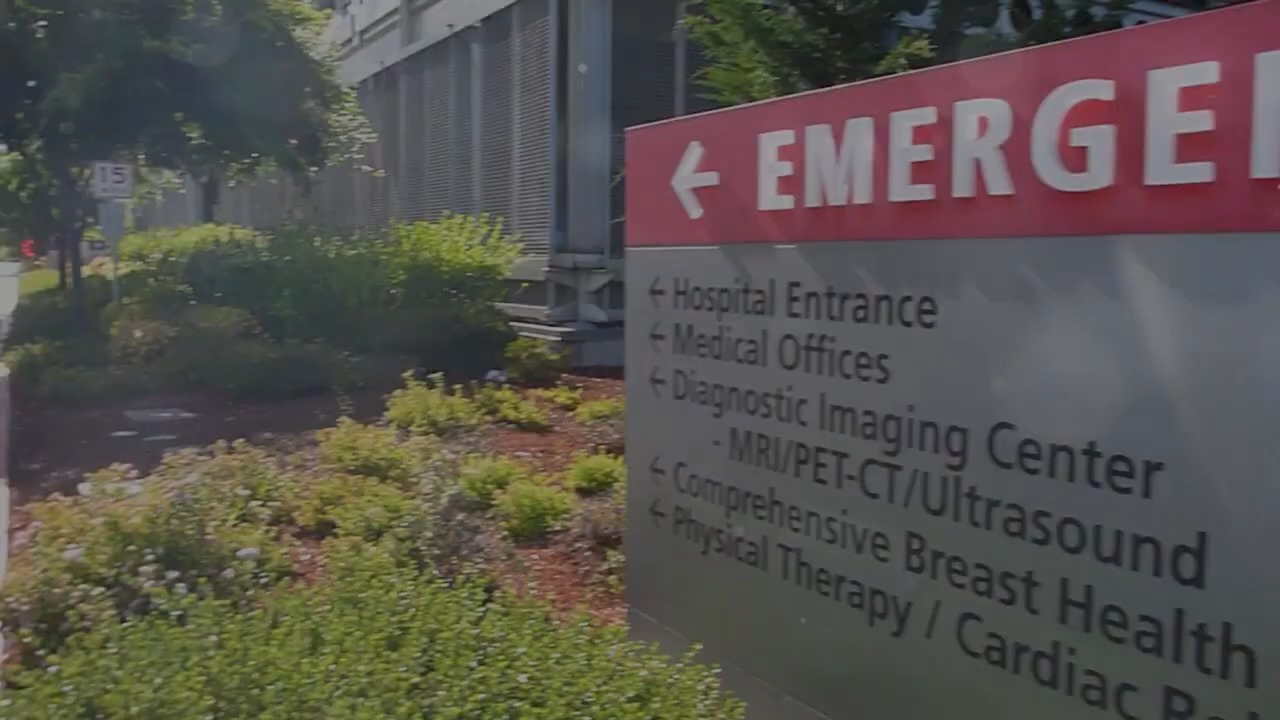 15
← EMERGE
← Hospital Entrance
← Medical Offices
← Diagnostic Imaging Center
- MRI/PET-CT/Ultrasound
← Comprehensive Breast Health
← Physical Therapy / Cardiac